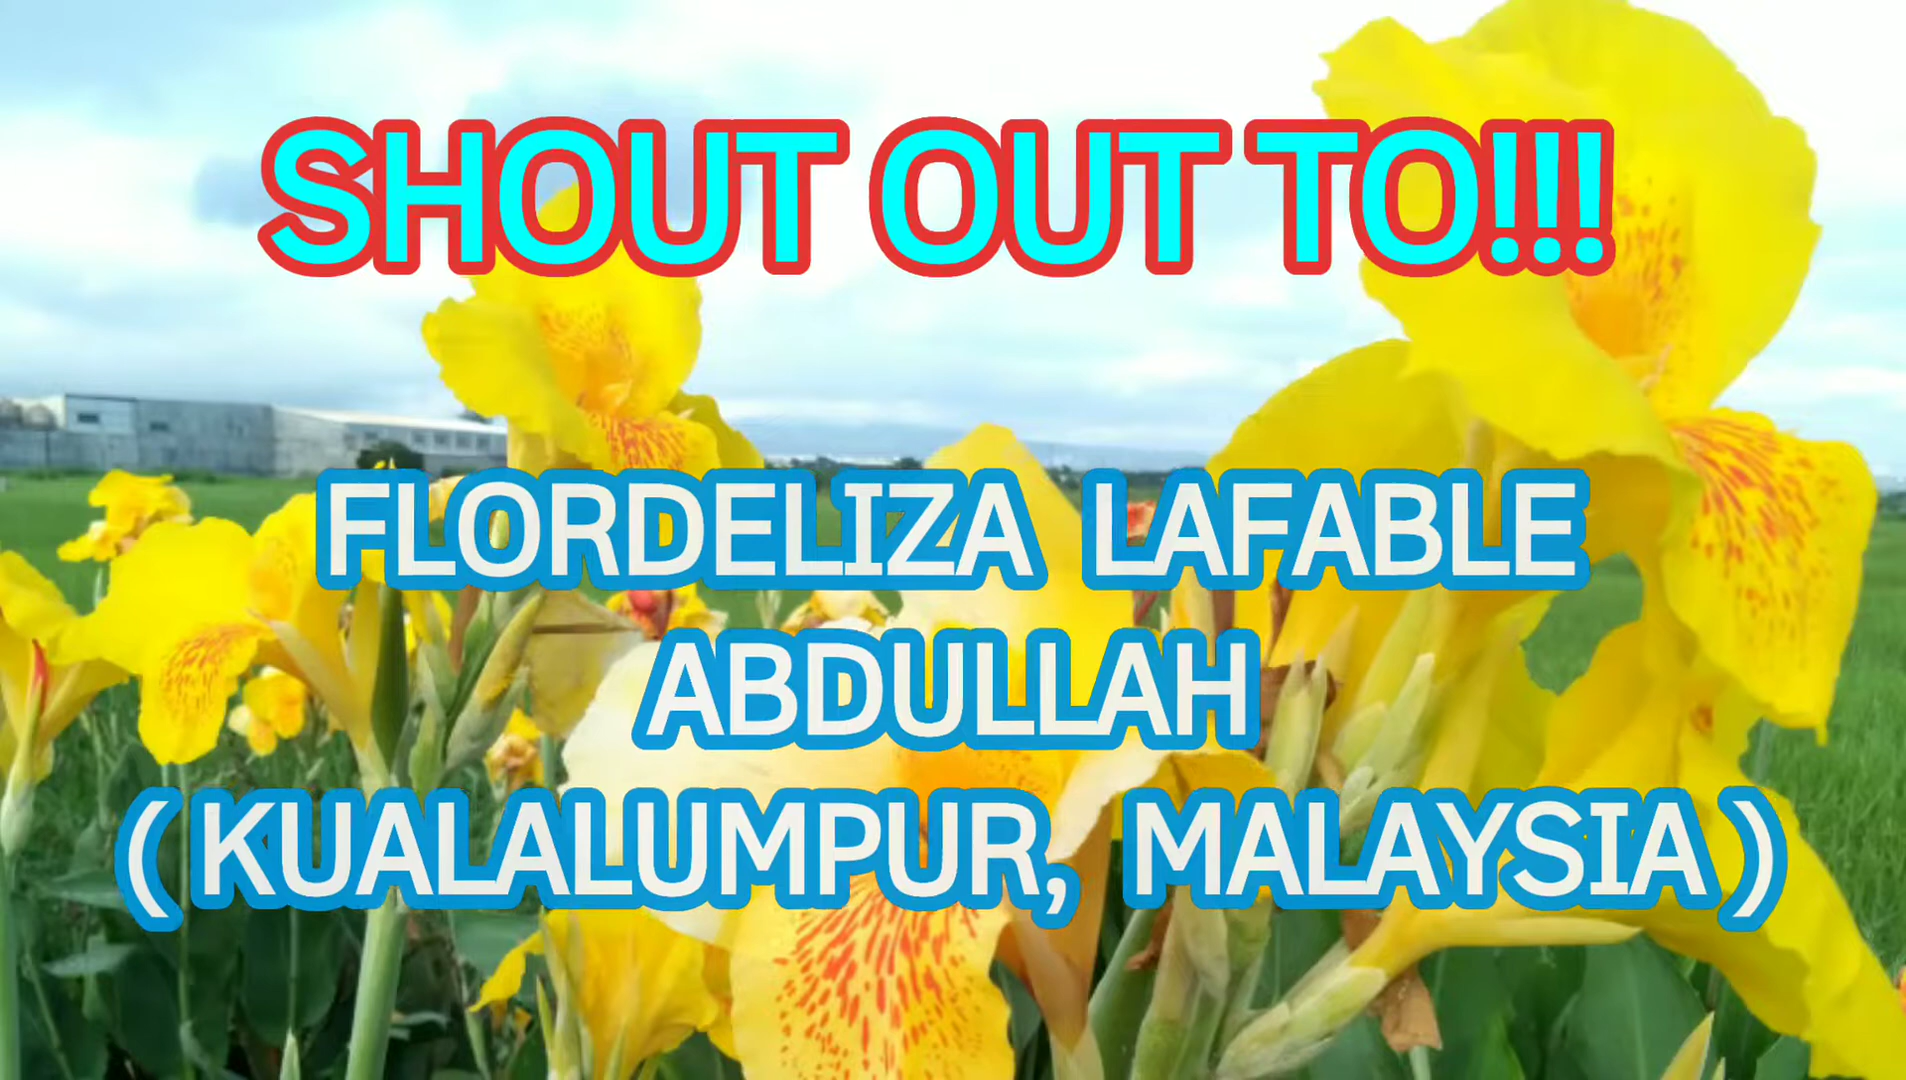 SHOUT OUT TO!!!
FLORDELIZA LAFABLE
ABDULLAH
( KUALALUMPUR, MALAYSIA )